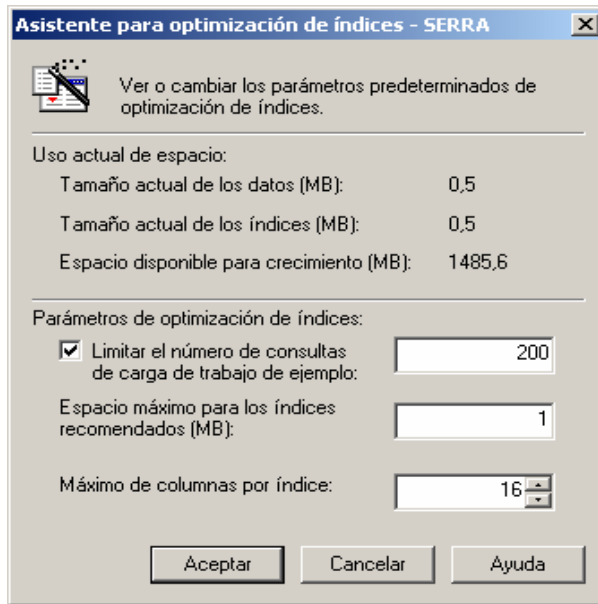 Asistente para optimización de índices - SERRA
Ver o cambiar los parámetros predeterminados de
optimización de índices.
Uso actual de espacio:
Tamaño actual de los datos (MB): 0,5
Tamaño actual de los índices (MB): 0,5
Espacio disponible para crecimiento (MB): 1485,6
Parámetros de optimización de índices:
Limitar el número de consultas
de carga de trabajo de ejemplo: 200
Espacio máximo para los índices
recomendados (MB): 1
Máximo de columnas por índice: 16
Aceptar Cancelar Ayuda